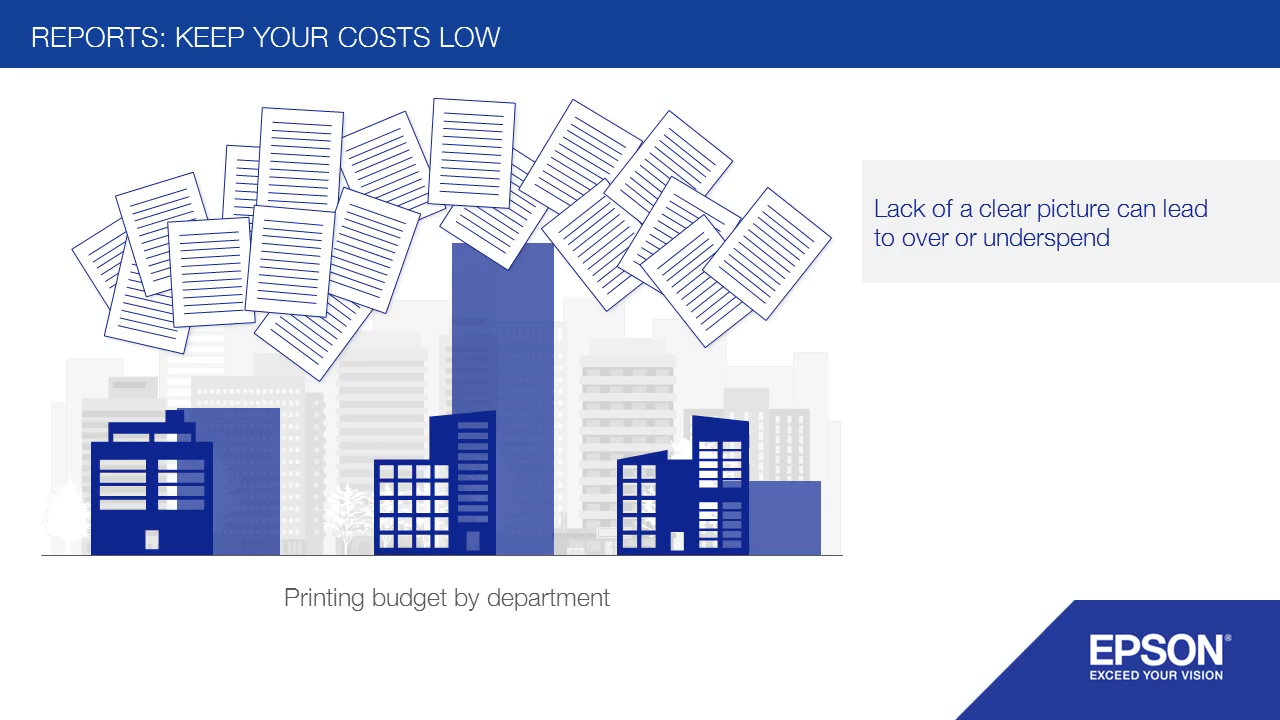 REPORTS: KEEP YOUR COSTS LOW
Lack of a clear picture can lead
to over or underspend
Printing budget by department
EPSON®
EXCEED YOUR VISION